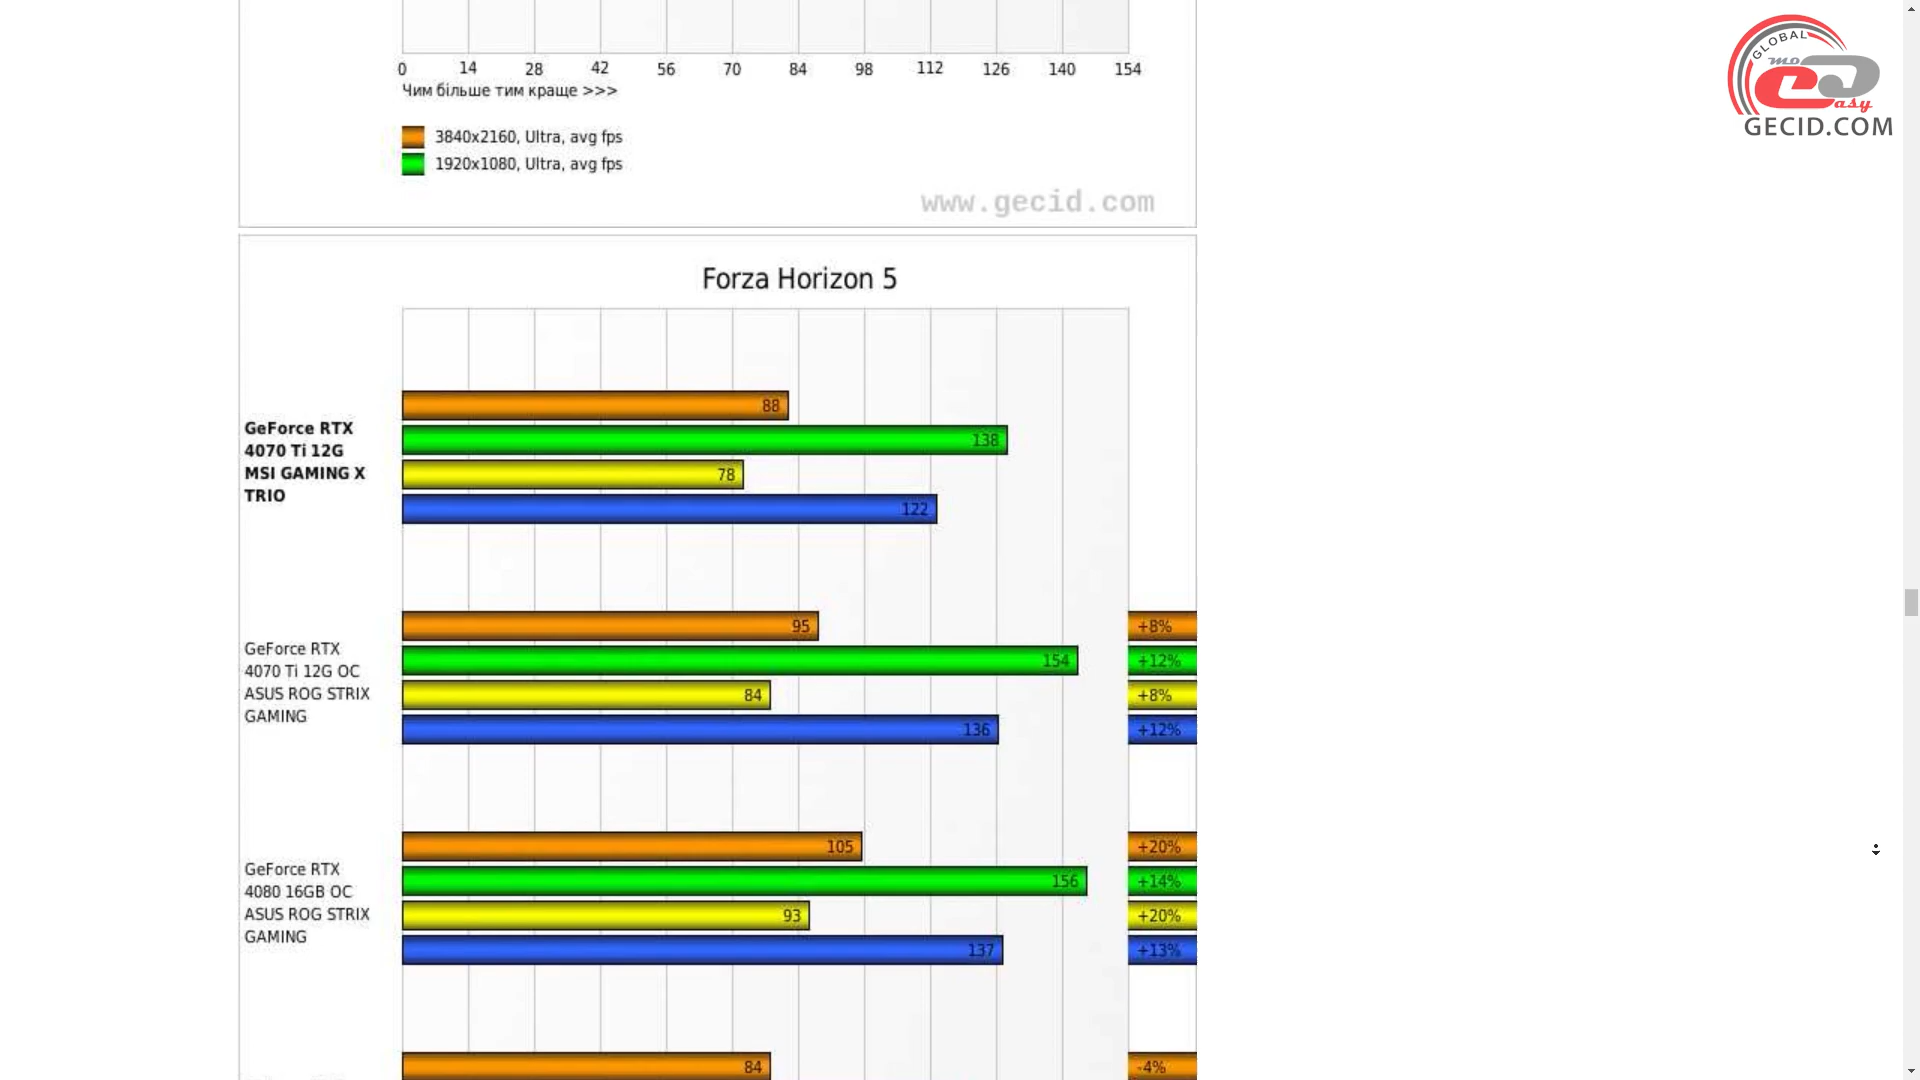 0 14 28 42 56 70 84 98 112 126 140 154
Чим більше тим краще >>>
3840x2160, Ultra, avg fps
1920x1080, Ultra, avg fps
www.gecid.com
GLOBAL
mo
asy
GECID.COM
Forza Horizon 5
GeForce RTX
4070 Ti 12G
MSI GAMING X
TRIO
88
138
78
122
GeForce RTX
4070 Ti 12G OC
ASUS ROG STRIX
GAMING
95 +8%
154 +12%
84 +8%
136 +12%
GeForce RTX
4080 16GB OC
ASUS ROG STRIX
GAMING
105 +20%
156 +14%
93 +20%
137 +13%
84 -4%